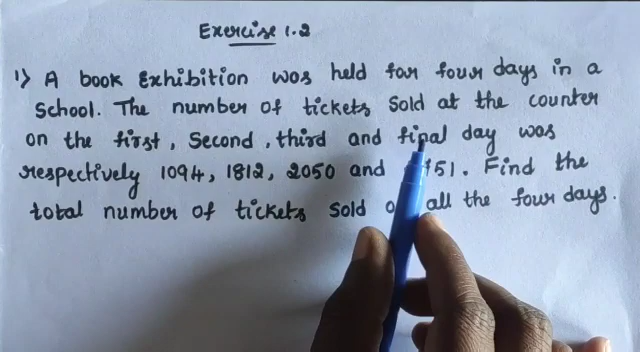 Exercise 1.2
1) A book Exhibition was held for four days in a
School. The number of tickets Sold at the counter
on the first, Second, third and final day was
respectively 1094, 1812, 2050 and 151. Find the
total number of tickets Sold all the four days.